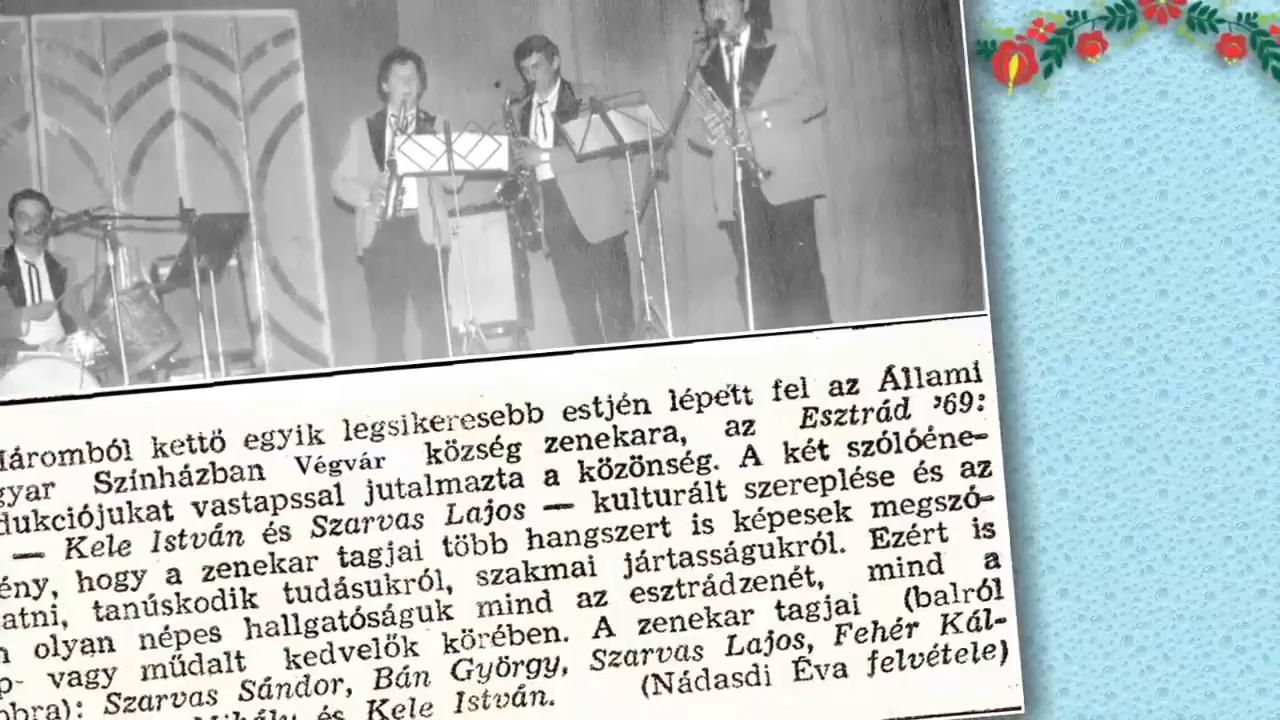 Háromból kettő egyik legsikeresebb estjén lépett fel az Állami
gyar Színházban Végvár község zenekara, az Esztrád ’69:
dukciójukat vastapssal jutalmazta a közönség. A két szólóéne-
— Kele István és Szarvas Lajos — kulturált szereplése és az
ény, hogy a zenekar tagjai több hangszert is képesek megszó-
atni, tanúskodik tudásukról, szakmai jártasságukról. Ezért is
olyan népes hallgatóságuk mind az esztrádzenét, mind a
p- vagy műdalt kedvelők körében. A zenekar tagjai (balról
obbra): Szarvas Sándor, Bán György, Szarvas Lajos, Fehér Kál-
Mihály és Kele István. (Nádasdi Éva felvétele)